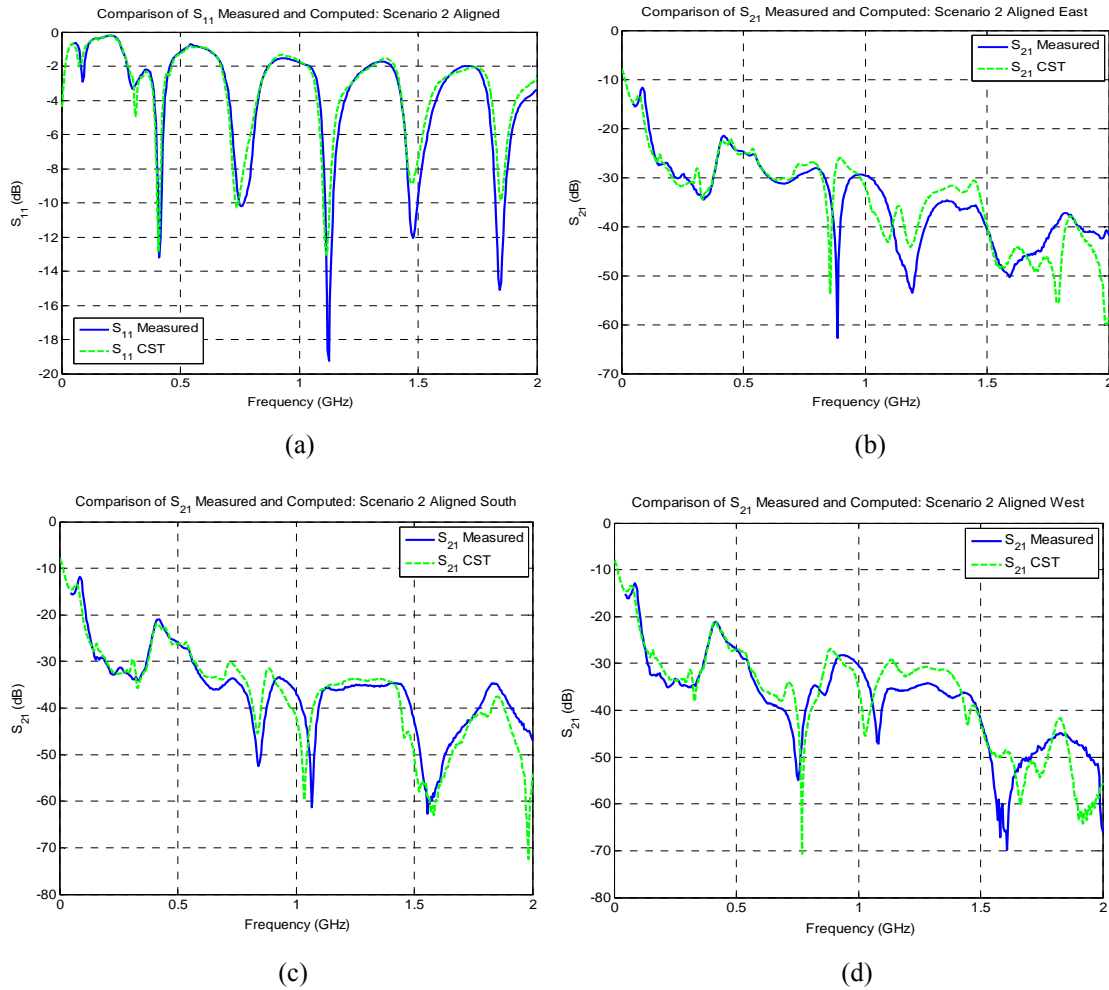 Comparison of S11 Measured and Computed: Scenario 2 Aligned
0
-2
-4
-6
-8
-10
-12
-14
-16
-18
-20
S11 (dB)
S11 Measured
S11 CST
0 0.5 1 1.5 2
Frequency (GHz)
(a)
Comparison of S21 Measured and Computed: Scenario 2 Aligned East
0
-10
-20
-30
-40
-50
-60
-70
S21 (dB)
S21 Measured
S21 CST
0 0.5 1 1.5 2
Frequency (GHz)
(b)
Comparison of S21 Measured and Computed: Scenario 2 Aligned South
0
-10
-20
-30
-40
-50
-60
-70
-80
S21 (dB)
S21 Measured
S21 CST
0 0.5 1 1.5 2
Frequency (GHz)
(c)
Comparison of S21 Measured and Computed: Scenario 2 Aligned West
0
-10
-20
-30
-40
-50
-60
-70
-80
S21 (dB)
S21 Measured
S21 CST
0 0.5 1 1.5 2
Frequency (GHz)
(d)